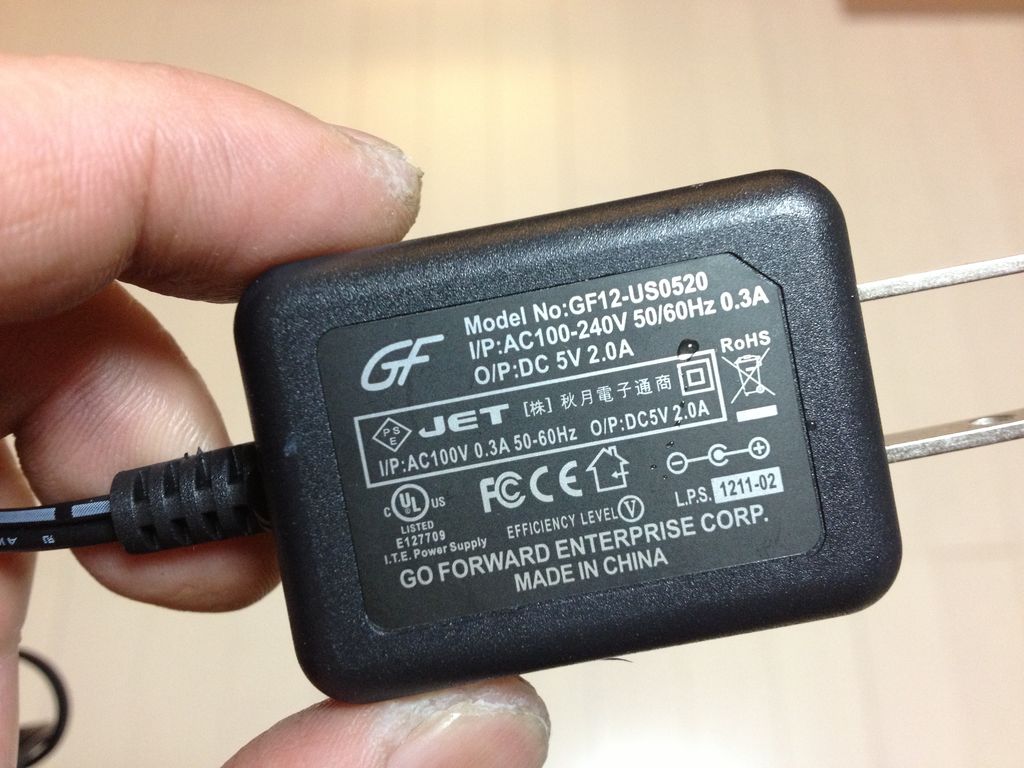 GF
Model No:GF12-US0520
I/P:AC100-240V 50/60Hz 0.3A
O/P:DC 5V 2.0A
RoHS
PSE JET [株] 秋月電子通商
I/P:AC100V 0.3A 50-60Hz O/P:DC5V 2.0A
c UL US
LISTED
E127709
I.T.E. Power Supply
FC CE
EFFICIENCY LEVEL V
L.P.S. 1211-02
GO FORWARD ENTERPRISE CORP.
MADE IN CHINA